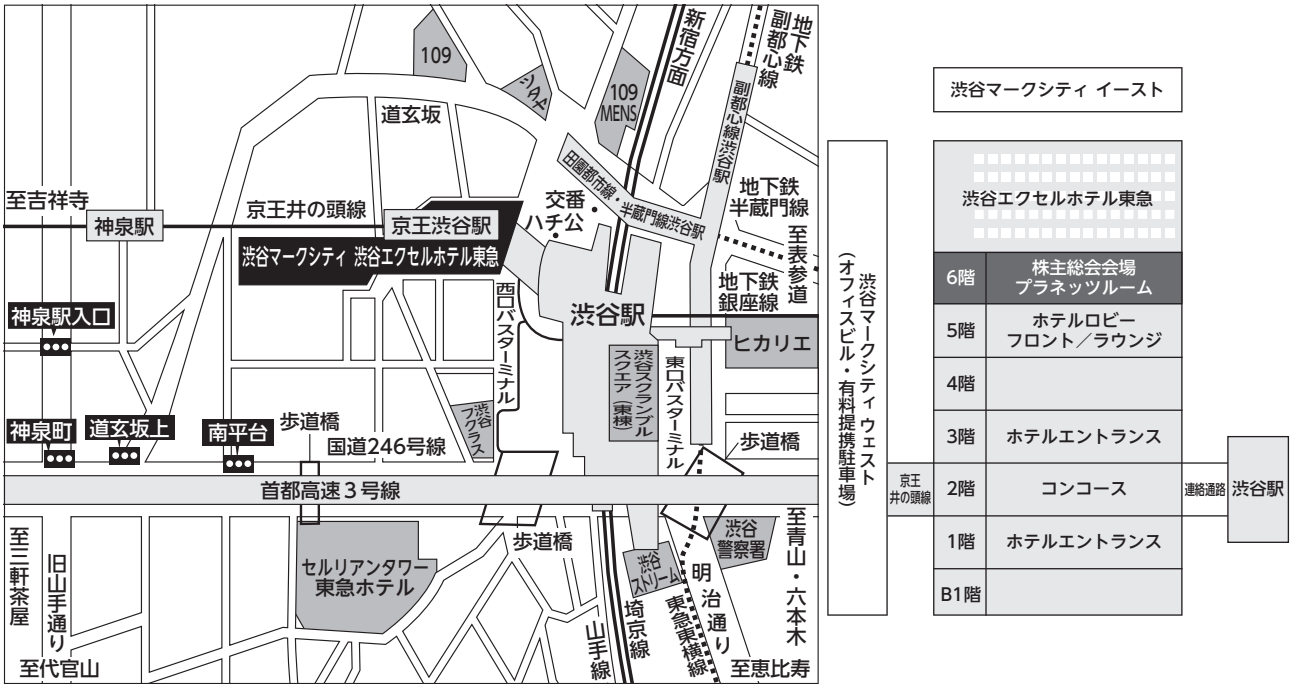 新宿方面
地下鉄
副都心線
109
シブヤ
109
MENS
道玄坂
副都心線渋谷駅
田園都市線・半蔵門線渋谷駅
地下鉄
半蔵門線
至表参道
交番
ハチ公
至吉祥寺
神泉駅
京王井の頭線
京王渋谷駅
渋谷マークシティ 渋谷エクセルホテル東急
地下鉄
銀座線
西口バスターミナル
渋谷駅
ヒカリエ
神泉駅入口
渋谷スクランブル
スクエア(東棟)
東口バスターミナル
渋谷
フクラス
神泉町
道玄坂上
南平台
歩道橋
国道246号線
歩道橋
首都高速3号線
至三軒茶屋
旧山手通り
至代官山
セルリアンタワー
東急ホテル
歩道橋
渋谷
ストリーム
渋谷
警察署
至青山・六本木
山手線
埼京線
東急東横線
明治通り
至恵比寿
渋谷マークシティ イースト
渋谷マークシティ ウェスト
(オフィスビル・有料提携駐車場)
渋谷エクセルホテル東急
6階 株主総会会場
プラネッツルーム
5階 ホテルロビー
フロント/ラウンジ
4階
3階 ホテルエントランス
京王
井の頭線
2階 コンコース
連絡通路
渋谷駅
1階 ホテルエントランス
B1階